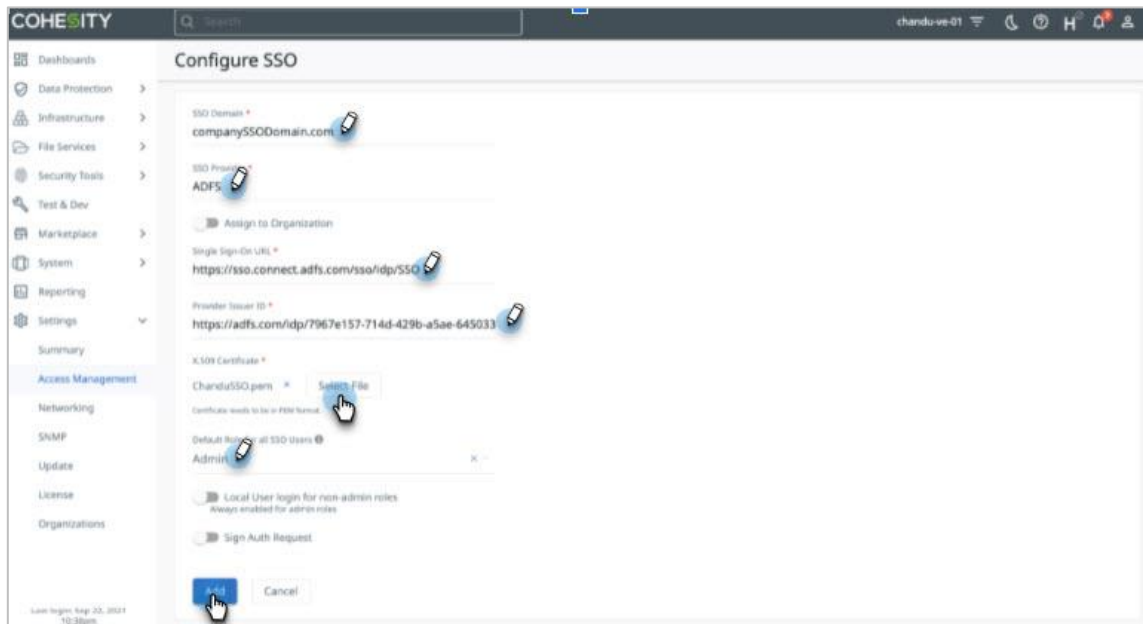 COHESITY
Search
chandu-ve-01
H
Dashboards
Data Protection
Infrastructure
File Services
Security Tools
Test & Dev
Marketplace
System
Reporting
Settings
Summary
Access Management
Networking
SNMP
Update
License
Organizations
Last login: Sep 22, 2021
10:38am
Configure SSO
SSO Domain *
companySSODomain.com
SSO *
ADFS
Assign to Organization
Single Sign-On URL *
https://sso.connect.adfs.com/sso/idp/SSO
Provider Issuer ID *
https://adfs.com/idp/7967e157-714d-429b-a5ae-645033
X.509 Certificate *
ChanduSSO.pem ×
Select File
Certificate needs to be in PEM format.
Default all SSO Users
Admin ×
Local User login for non-admin roles
Always enabled for admin roles
Sign Auth Request
Add
Cancel